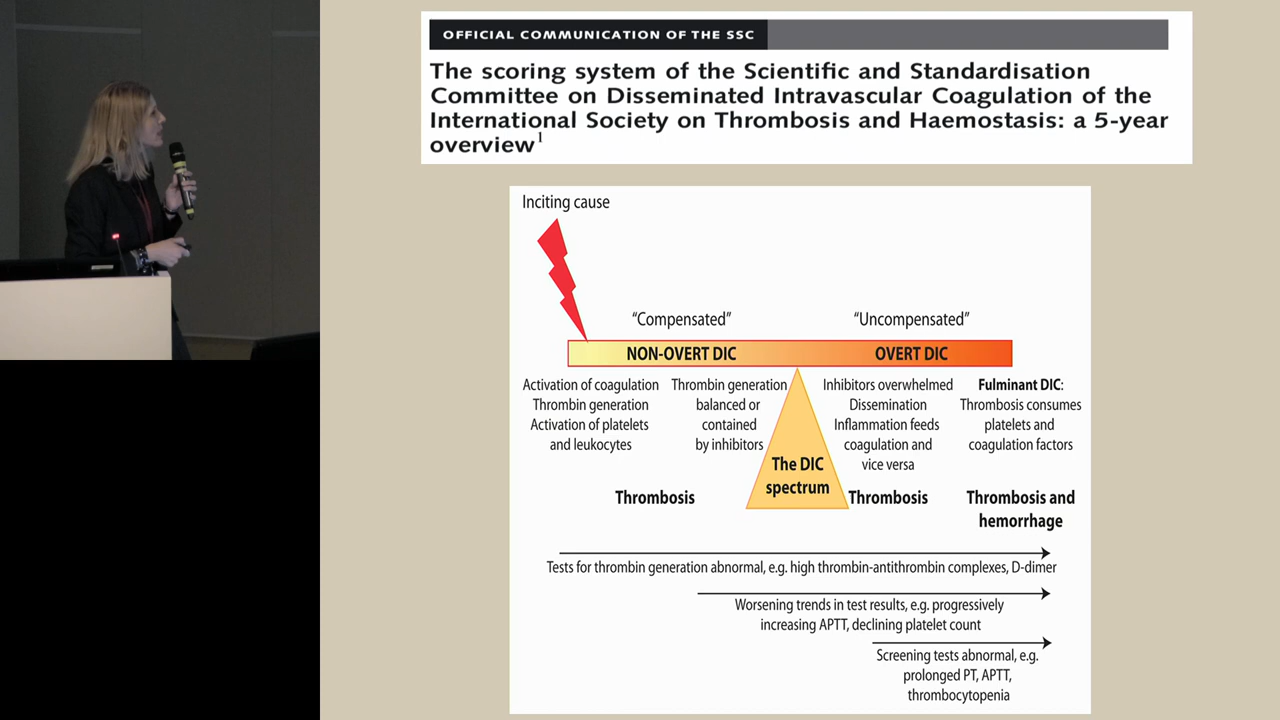 OFFICIAL COMMUNICATION OF THE SSC
The scoring system of the Scientific and Standardisation
Committee on Disseminated Intravascular Coagulation of the
International Society on Thrombosis and Haemostasis: a 5-year
overview1
Inciting cause
"Compensated"
"Uncompensated"
NON-OVERT DIC
OVERT DIC
Activation of coagulation
Thrombin generation
Activation of platelets
and leukocytes
Thrombin generation
balanced or
contained
by inhibitors
Inhibitors overwhelmed
Dissemination
Inflammation feeds
coagulation and
vice versa
Fulminant DIC:
Thrombosis consumes
platelets and
coagulation factors
The DIC
spectrum
Thrombosis
Thrombosis
Thrombosis and
hemorrhage
Tests for thrombin generation abnormal, e.g. high thrombin-antithrombin complexes, D-dimer
Worsening trends in test results, e.g. progressively
increasing APTT, declining platelet count
Screening tests abnormal, e.g.
prolonged PT, APTT,
thrombocytopenia